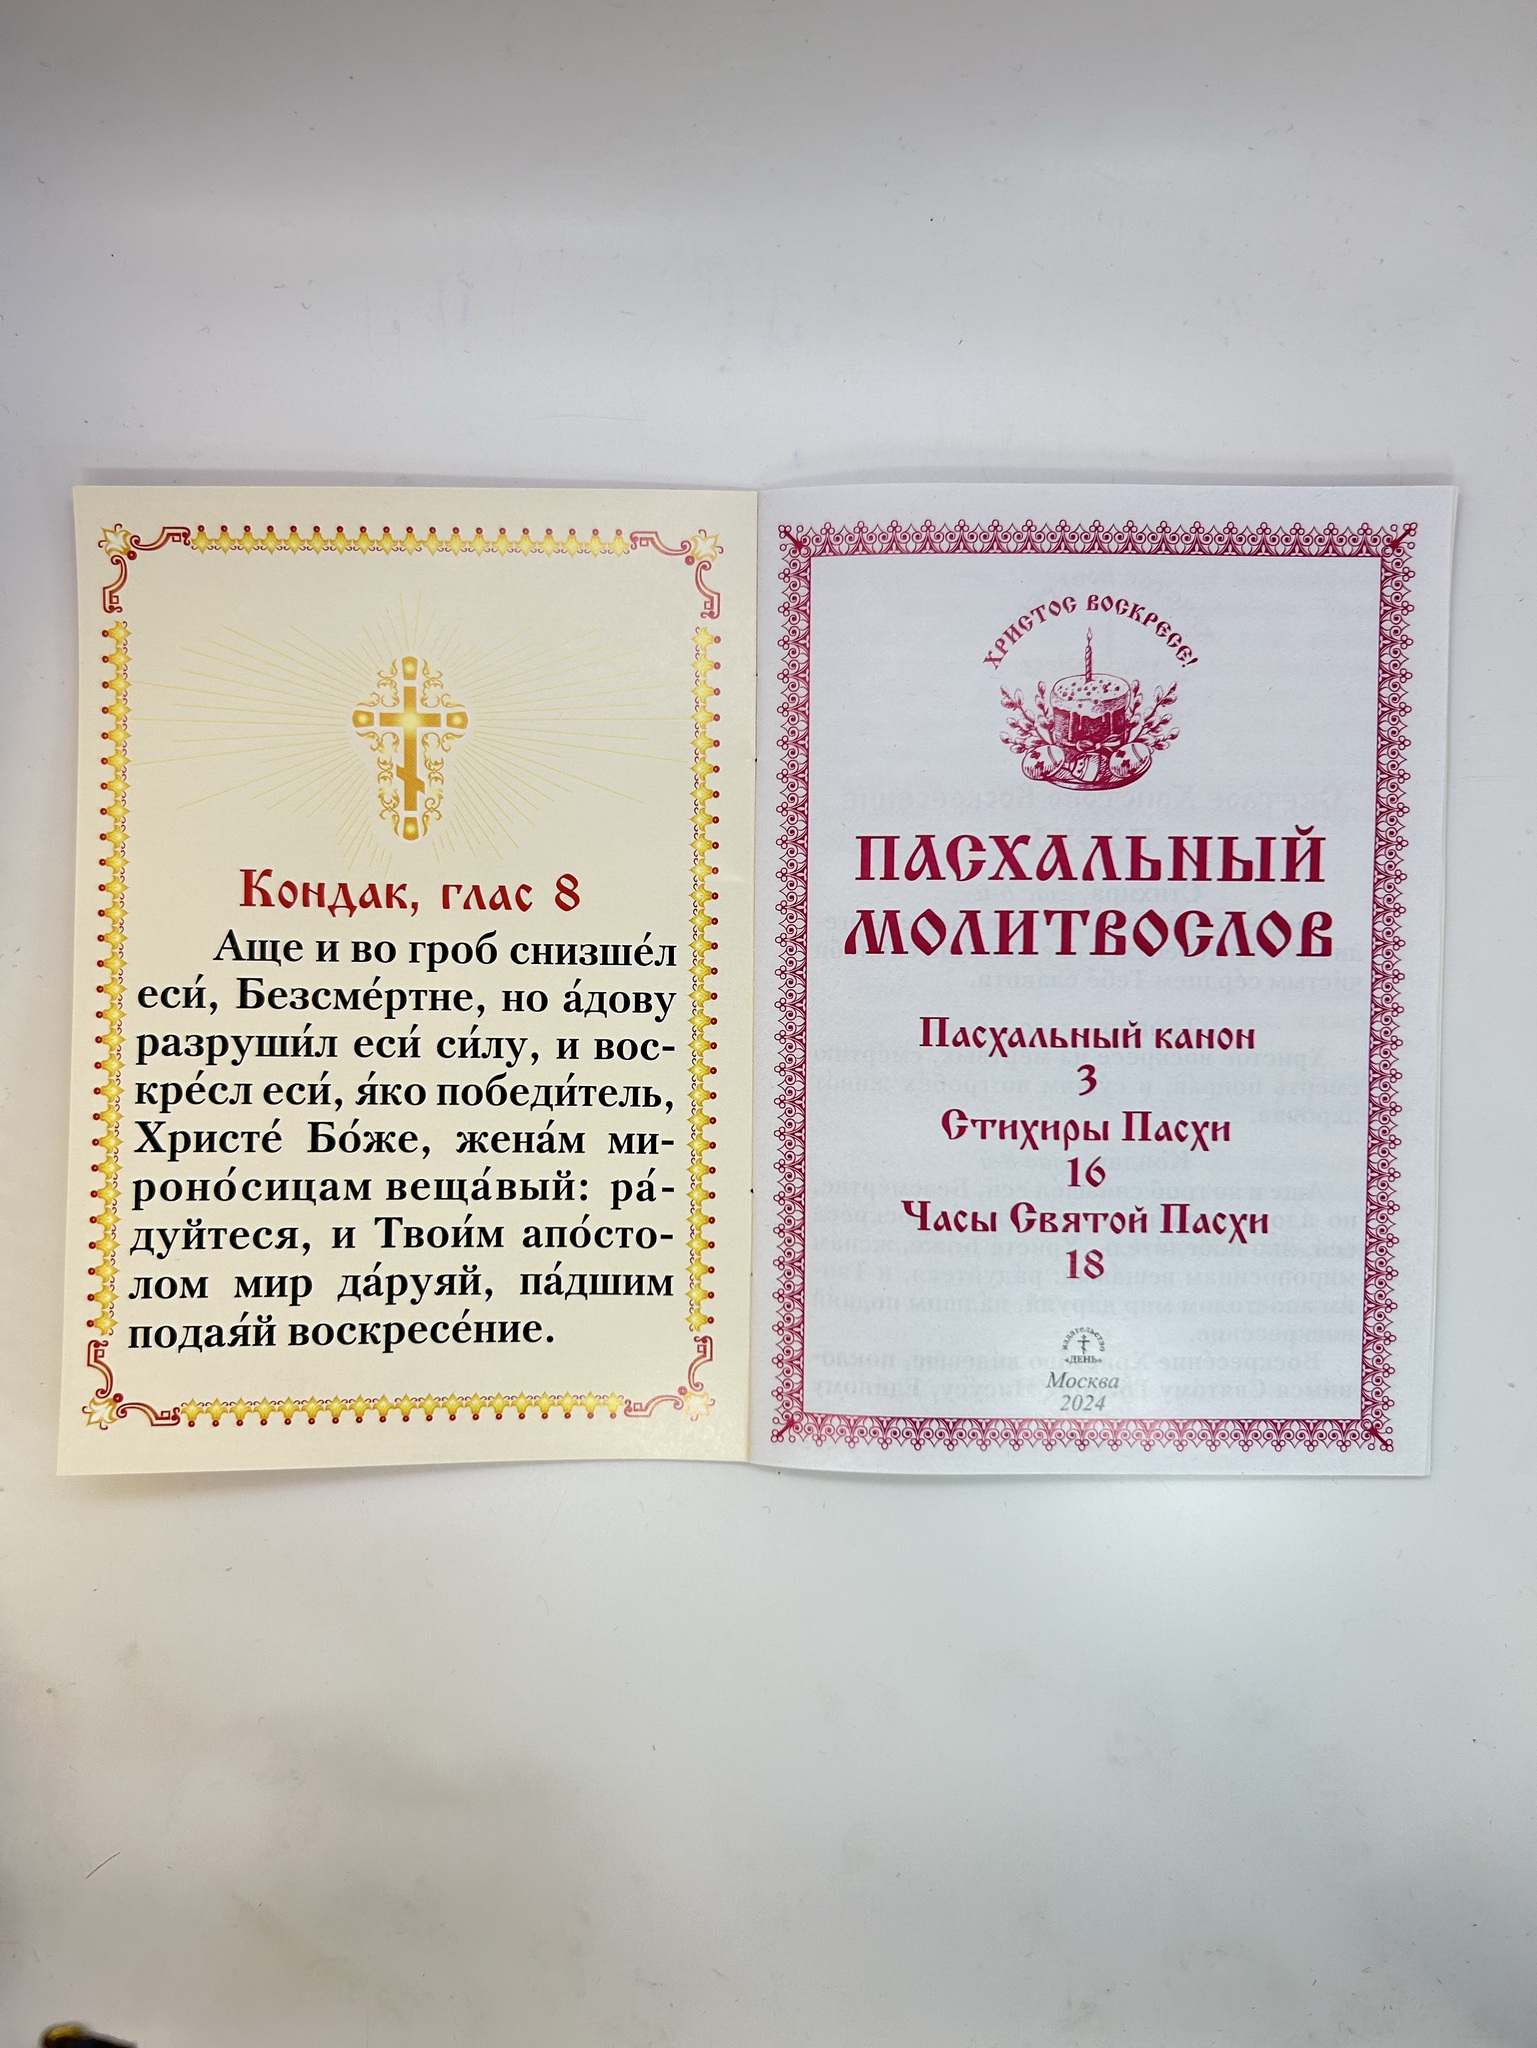 Кондак, глас 8
Аще и во гроб снизше́л
еси́, Безсме́ртне, но а́дову
разруши́л еси́ си́лу, и вос-
кре́сл еси́, я́ко победи́тель,
Христе́ Бо́же, жена́м ми-
роно́сицам веща́вый: ра́-
дуйтеся, и Твои́м апо́сто-
лом мир да́руяй, па́дшим
подая́й воскресе́ние.
ХРИСТОС ВОСКРЕСЕ!
ПАСХАЛЬНЫЙ
МОЛИТВОСЛОВ
Пасхальный канон
3
Стихиры Пасхи
16
Часы Святой Пасхи
18
издательство
«ДЕНЬ»
Москва
2024